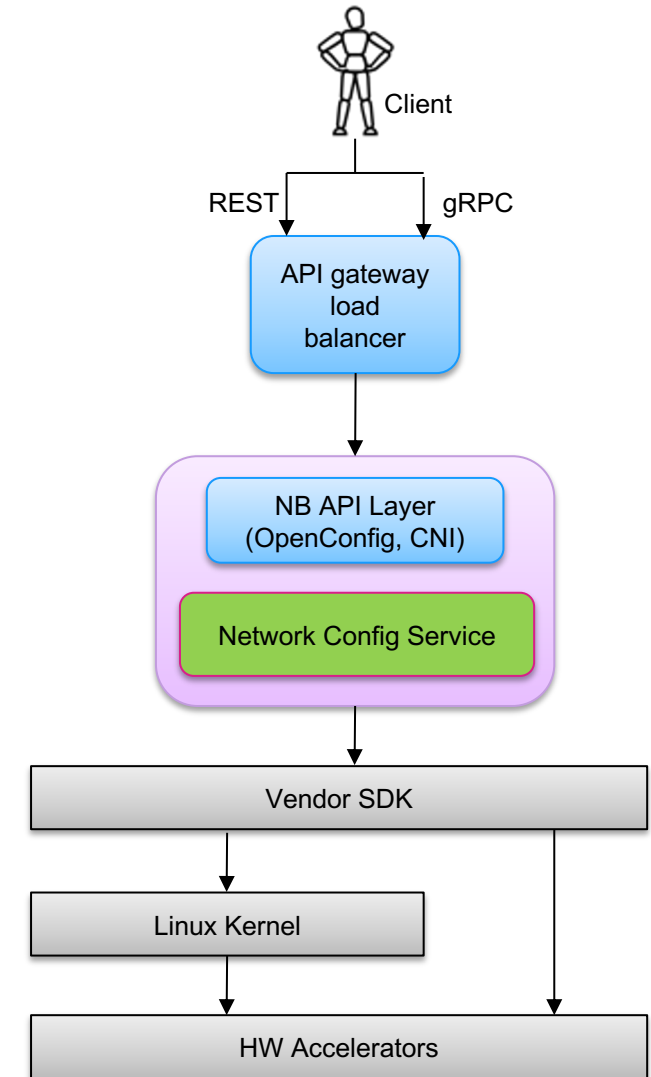 Client
REST
gRPC
API gateway
load
balancer
NB API Layer
(OpenConfig, CNI)
Network Config Service
Vendor SDK
Linux Kernel
HW Accelerators